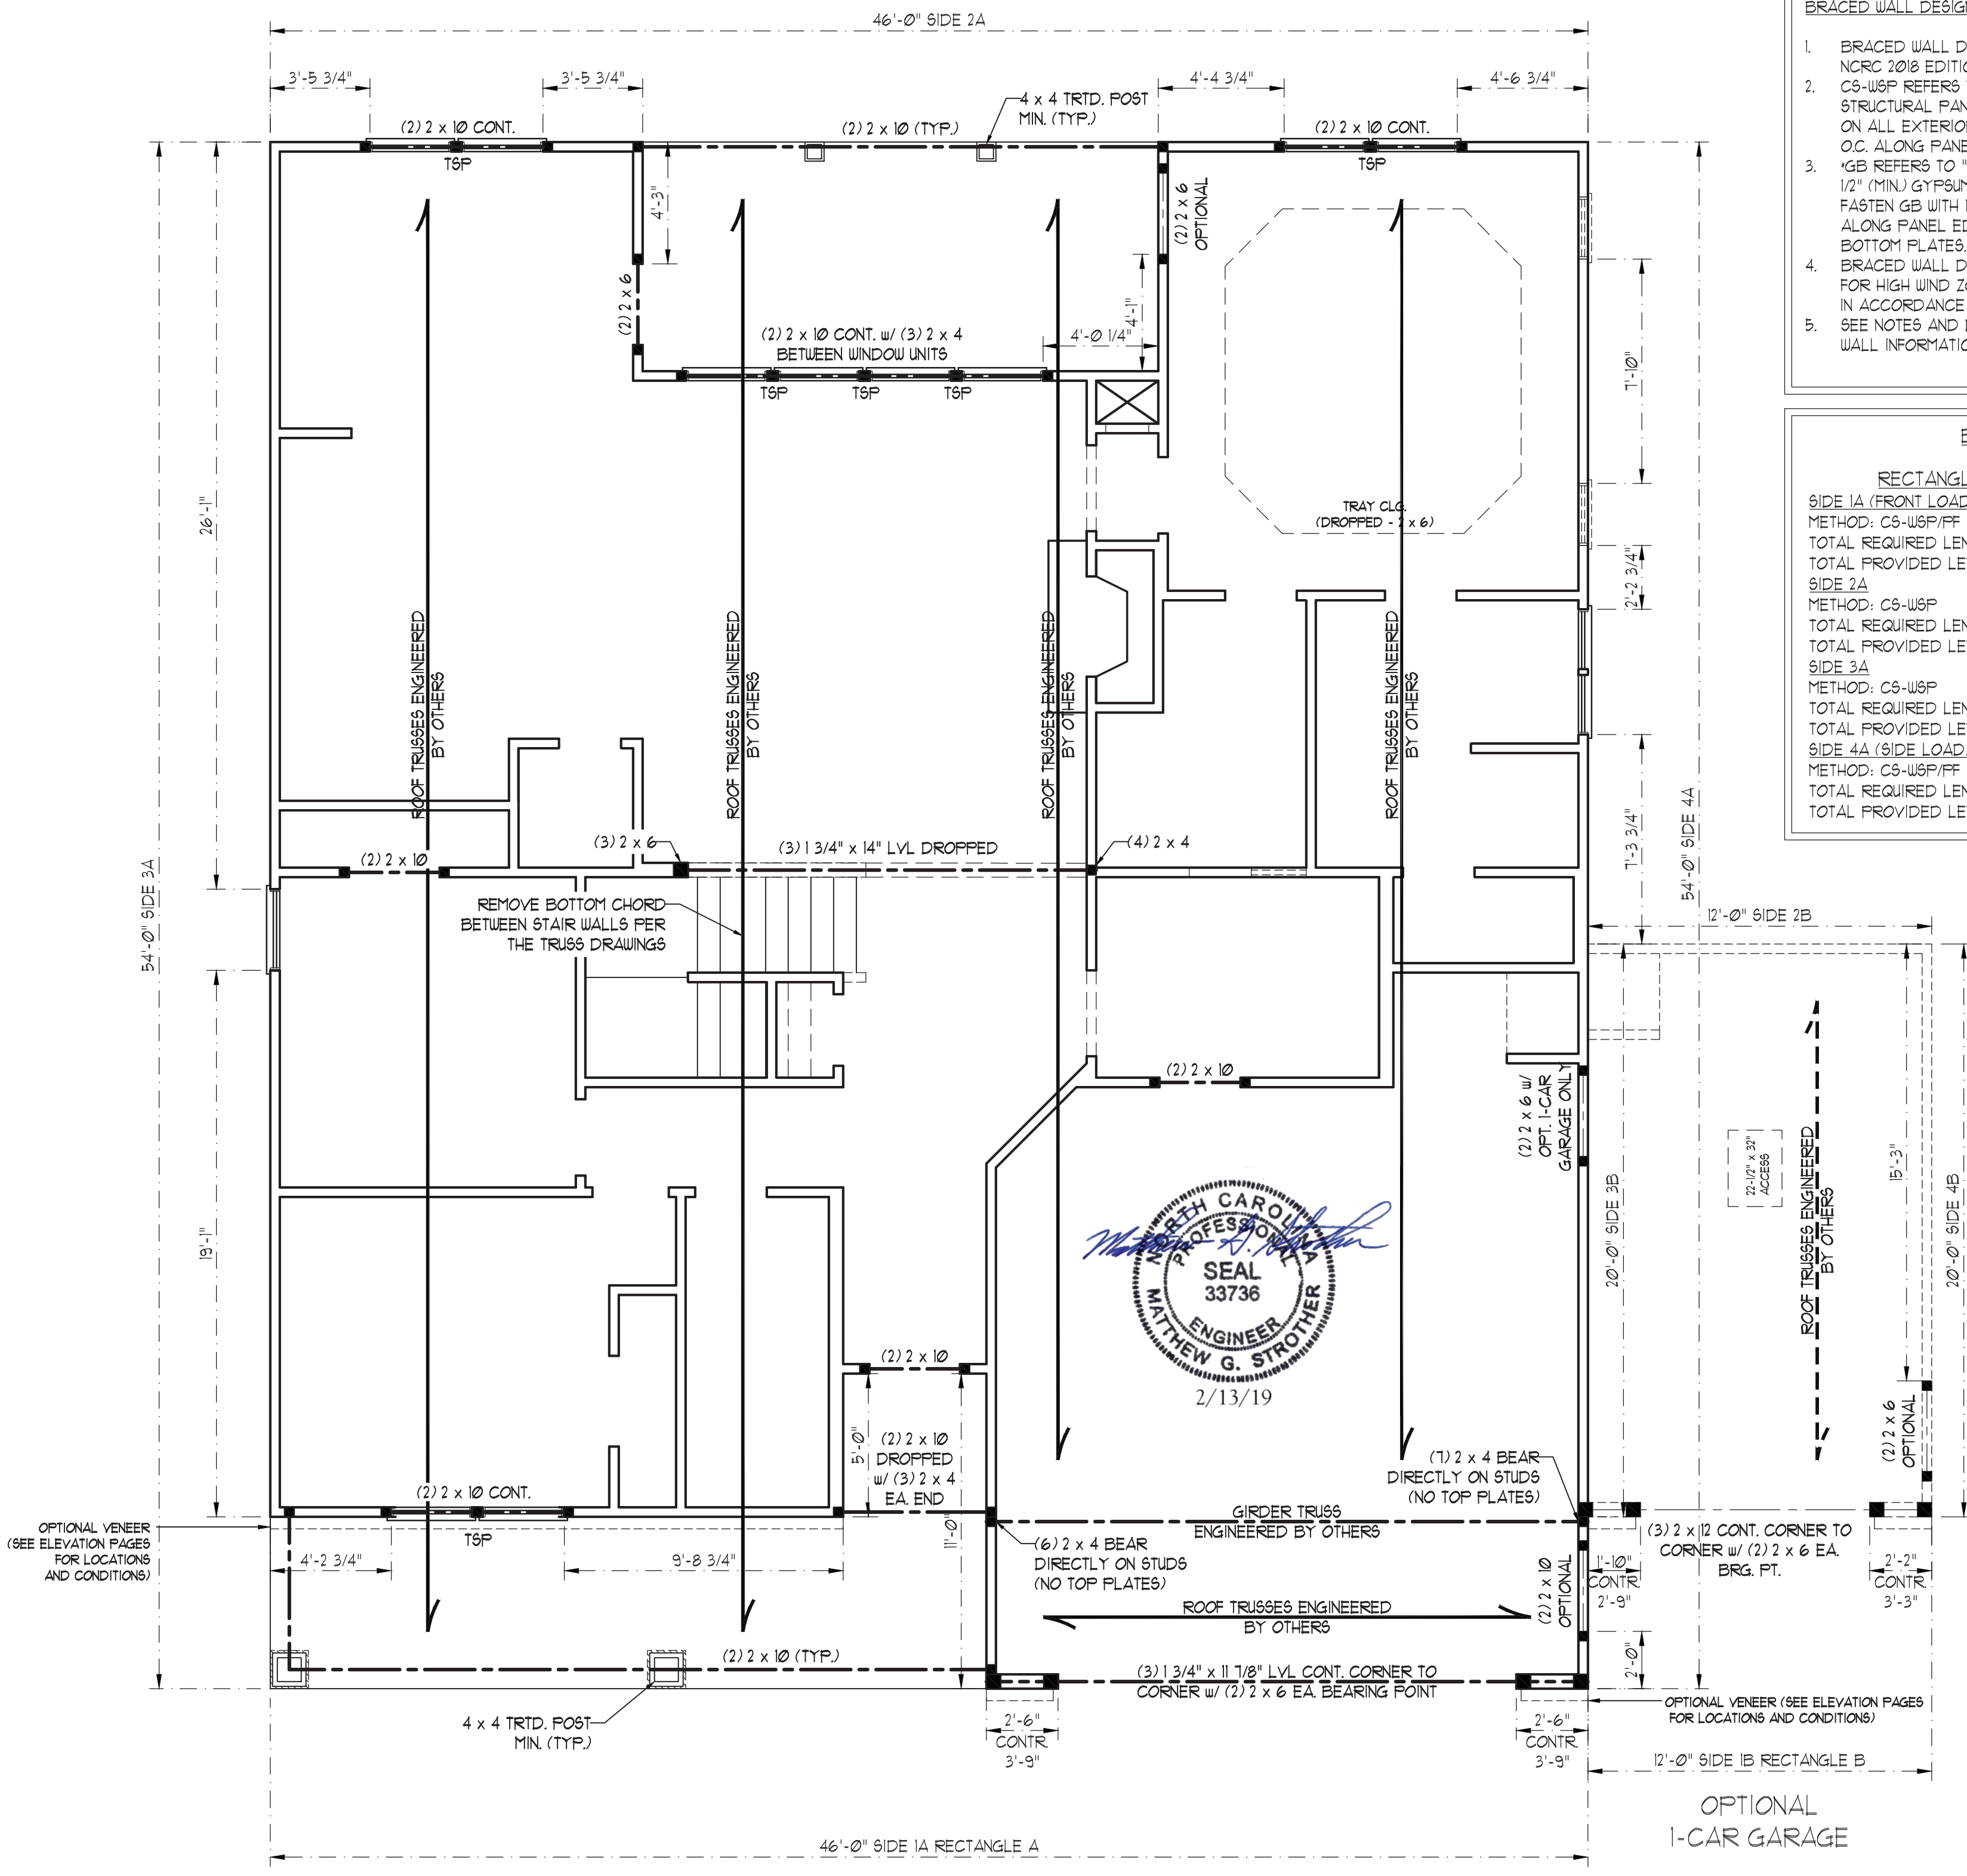 46'-0" SIDE 2A
3'-5 3/4"
3'-5 3/4"
4'-4 3/4"
4'-6 3/4"
4 x 4 TRTD. POST
MIN. (TYP.)
(2) 2 x 10 CONT.
TSP
(2) 2 x 10 (TYP.)
(2) 2 x 10 CONT.
TSP
4'-3"
(2) 2 x 6
OPTIONAL
(2) 2 x 6
4'-1"
4'-0 1/4"
(2) 2 x 10 CONT. w/ (3) 2 x 4
BETWEEN WINDOW UNITS
TSP
TSP
TSP
7'-10"
26'-1"
TRAY CLG.
(DROPPED - 2 x 6)
2'-2 3/4"
ROOF TRUSSES ENGINEERED
BY OTHERS
ROOF TRUSSES ENGINEERED
BY OTHERS
ROOF TRUSSES ENGINEERED
BY OTHERS
ROOF TRUSSES ENGINEERED
BY OTHERS
7'-3 3/4"
54'-0" SIDE 3A
54'-0" SIDE 4A
(2) 2 x 10
(3) 2 x 6
(3) 1 3/4" x 14" LVL DROPPED
(4) 2 x 4
REMOVE BOTTOM CHORD
BETWEEN STAIR WALLS PER
THE TRUSS DRAWINGS
12'-0" SIDE 2B
(2) 2 x 10
(2) 2 x 6 w/
OPT. 1-CAR
GARAGE ONLY
22-1/2" x 32"
ACCESS
ROOF TRUSSES ENGINEERED
BY OTHERS
15'-3"
20'-0" SIDE 3B
20'-0" SIDE 4B
19'-1"
NORTH CAROLINA
PROFESSIONAL
SEAL
33736
ENGINEER
MATTHEW G. STROTHER
2/13/19
(2) 2 x 10
5'-0"
(2) 2 x 10
DROPPED
w/ (3) 2 x 4
EA. END
11'-0"
(2) 2 x 6
OPTIONAL
(7) 2 x 4 BEAR
DIRECTLY ON STUDS
(NO TOP PLATES)
(2) 2 x 10 CONT.
TSP
GIRDER TRUSS
ENGINEERED BY OTHERS
OPTIONAL VENEER
(SEE ELEVATION PAGES
FOR LOCATIONS
AND CONDITIONS)
4'-2 3/4"
9'-8 3/4"
(6) 2 x 4 BEAR
DIRECTLY ON STUDS
(NO TOP PLATES)
(2) 2 x 10
OPTIONAL
1'-10"
CONTR.
2'-9"
(3) 2 x 12 CONT. CORNER TO
CORNER w/ (2) 2 x 6 EA.
BRG. PT.
2'-2"
CONTR.
3'-3"
ROOF TRUSSES ENGINEERED
BY OTHERS
2'-0"
(2) 2 x 10 (TYP.)
(3) 1 3/4" x 11 7/8" LVL CONT. CORNER TO
CORNER w/ (2) 2 x 6 EA. BEARING POINT
4 x 4 TRTD. POST
MIN. (TYP.)
2'-6"
CONTR.
3'-9"
2'-6"
CONTR.
3'-9"
OPTIONAL VENEER (SEE ELEVATION PAGES
FOR LOCATIONS AND CONDITIONS)
12'-0" SIDE 1B RECTANGLE B
OPTIONAL
1-CAR GARAGE
46'-0" SIDE 1A RECTANGLE A
BRACED WALL DESIGN
1. BRACED WALL D
NCRC 2018 EDITIO
2. CS-WSP REFERS
STRUCTURAL PAN
ON ALL EXTERIO
O.C. ALONG PANE
3. *GB REFERS TO "
1/2" (MIN.) GYPSUM
FASTEN GB WITH 1
ALONG PANEL ED
BOTTOM PLATES.
4. BRACED WALL D
FOR HIGH WIND ZO
IN ACCORDANCE
5. SEE NOTES AND
WALL INFORMATIO
RECTANGL
SIDE 1A (FRONT LOAD
METHOD: CS-WSP/PF
TOTAL REQUIRED LEN
TOTAL PROVIDED LE
SIDE 2A
METHOD: CS-WSP
TOTAL REQUIRED LEN
TOTAL PROVIDED LE
SIDE 3A
METHOD: CS-WSP
TOTAL REQUIRED LEN
TOTAL PROVIDED LE
SIDE 4A (SIDE LOAD
METHOD: CS-WSP/PF
TOTAL REQUIRED LEN
TOTAL PROVIDED LE